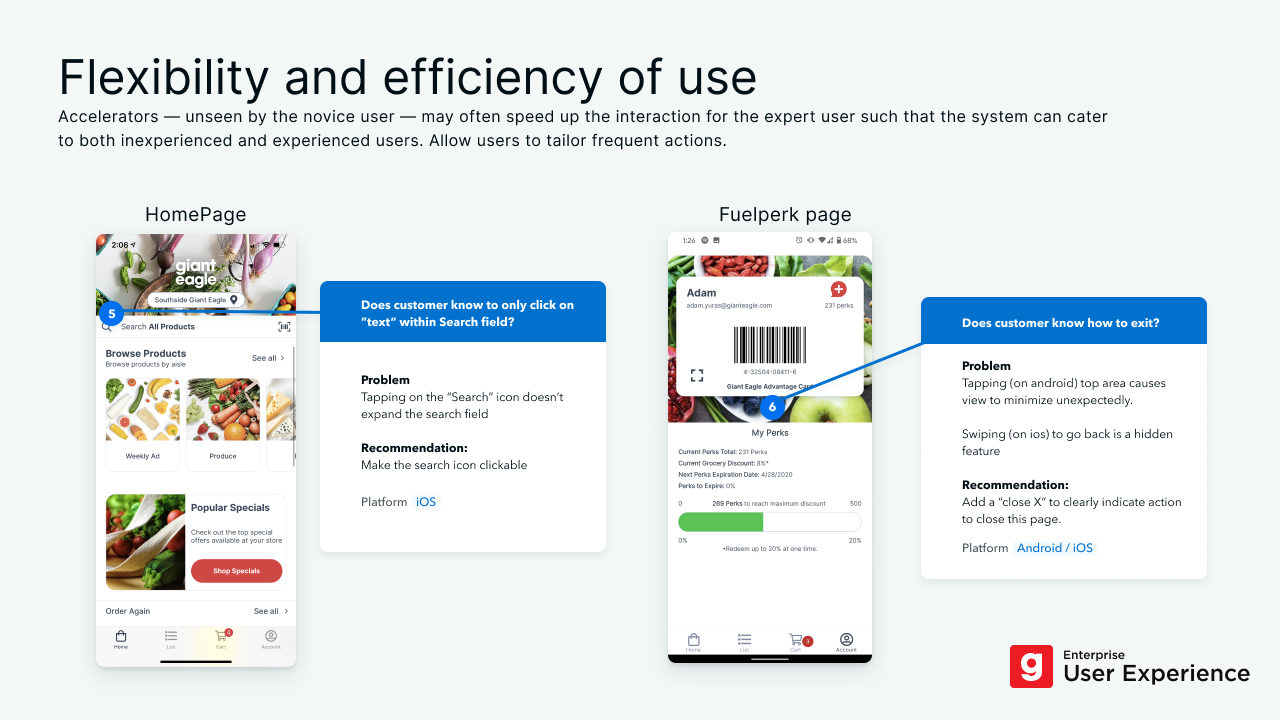 Flexibility and efficiency of use
Accelerators — unseen by the novice user — may often speed up the interaction for the expert user such that the system can cater
to both inexperienced and experienced users. Allow users to tailor frequent actions.
HomePage
2:06
giant
eagle
Southside Giant Eagle
5
Search All Products
Browse Products
Browse products by aisle
See all
Weekly Ad
Produce
Popular Specials
Check out the top special
offers available at your store
Shop Specials
Order Again
See all
4
Home
List
Cart
Account
Does customer know to only click on
“text” within Search field?
Problem
Tapping on the “Search” icon doesn’t
expand the search field
Recommendation:
Make the search icon clickable
Platform iOS
Fuelperk page
1:26
68%
Adam
adam.yuras@gianteagle.com
231 perks
4-32504-08411-6
Giant Eagle Advantage Card
6
My Perks
Current Perks Total: 231 Perks
Current Grocery Discount: 8%*
Next Perks Expiration Date: 4/28/2020
Perks to Expire: 0%
0
269 Perks to reach maximum discount
500
0%
20%
*Redeem up to 20% at one time.
3
Home
List
Cart
Account
Does customer know how to exit?
Problem
Tapping (on android) top area causes
view to minimize unexpectedly.
Swiping (on ios) to go back is a hidden
feature
Recommendation:
Add a “close X” to clearly indicate action
to close this page.
Platform Android / iOS
g
Enterprise
User Experience